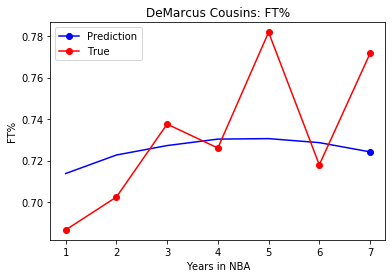 DeMarcus Cousins: FT%
Prediction
True
0.78
0.76
0.74
0.72
0.70
FT%
1 2 3 4 5 6 7
Years in NBA